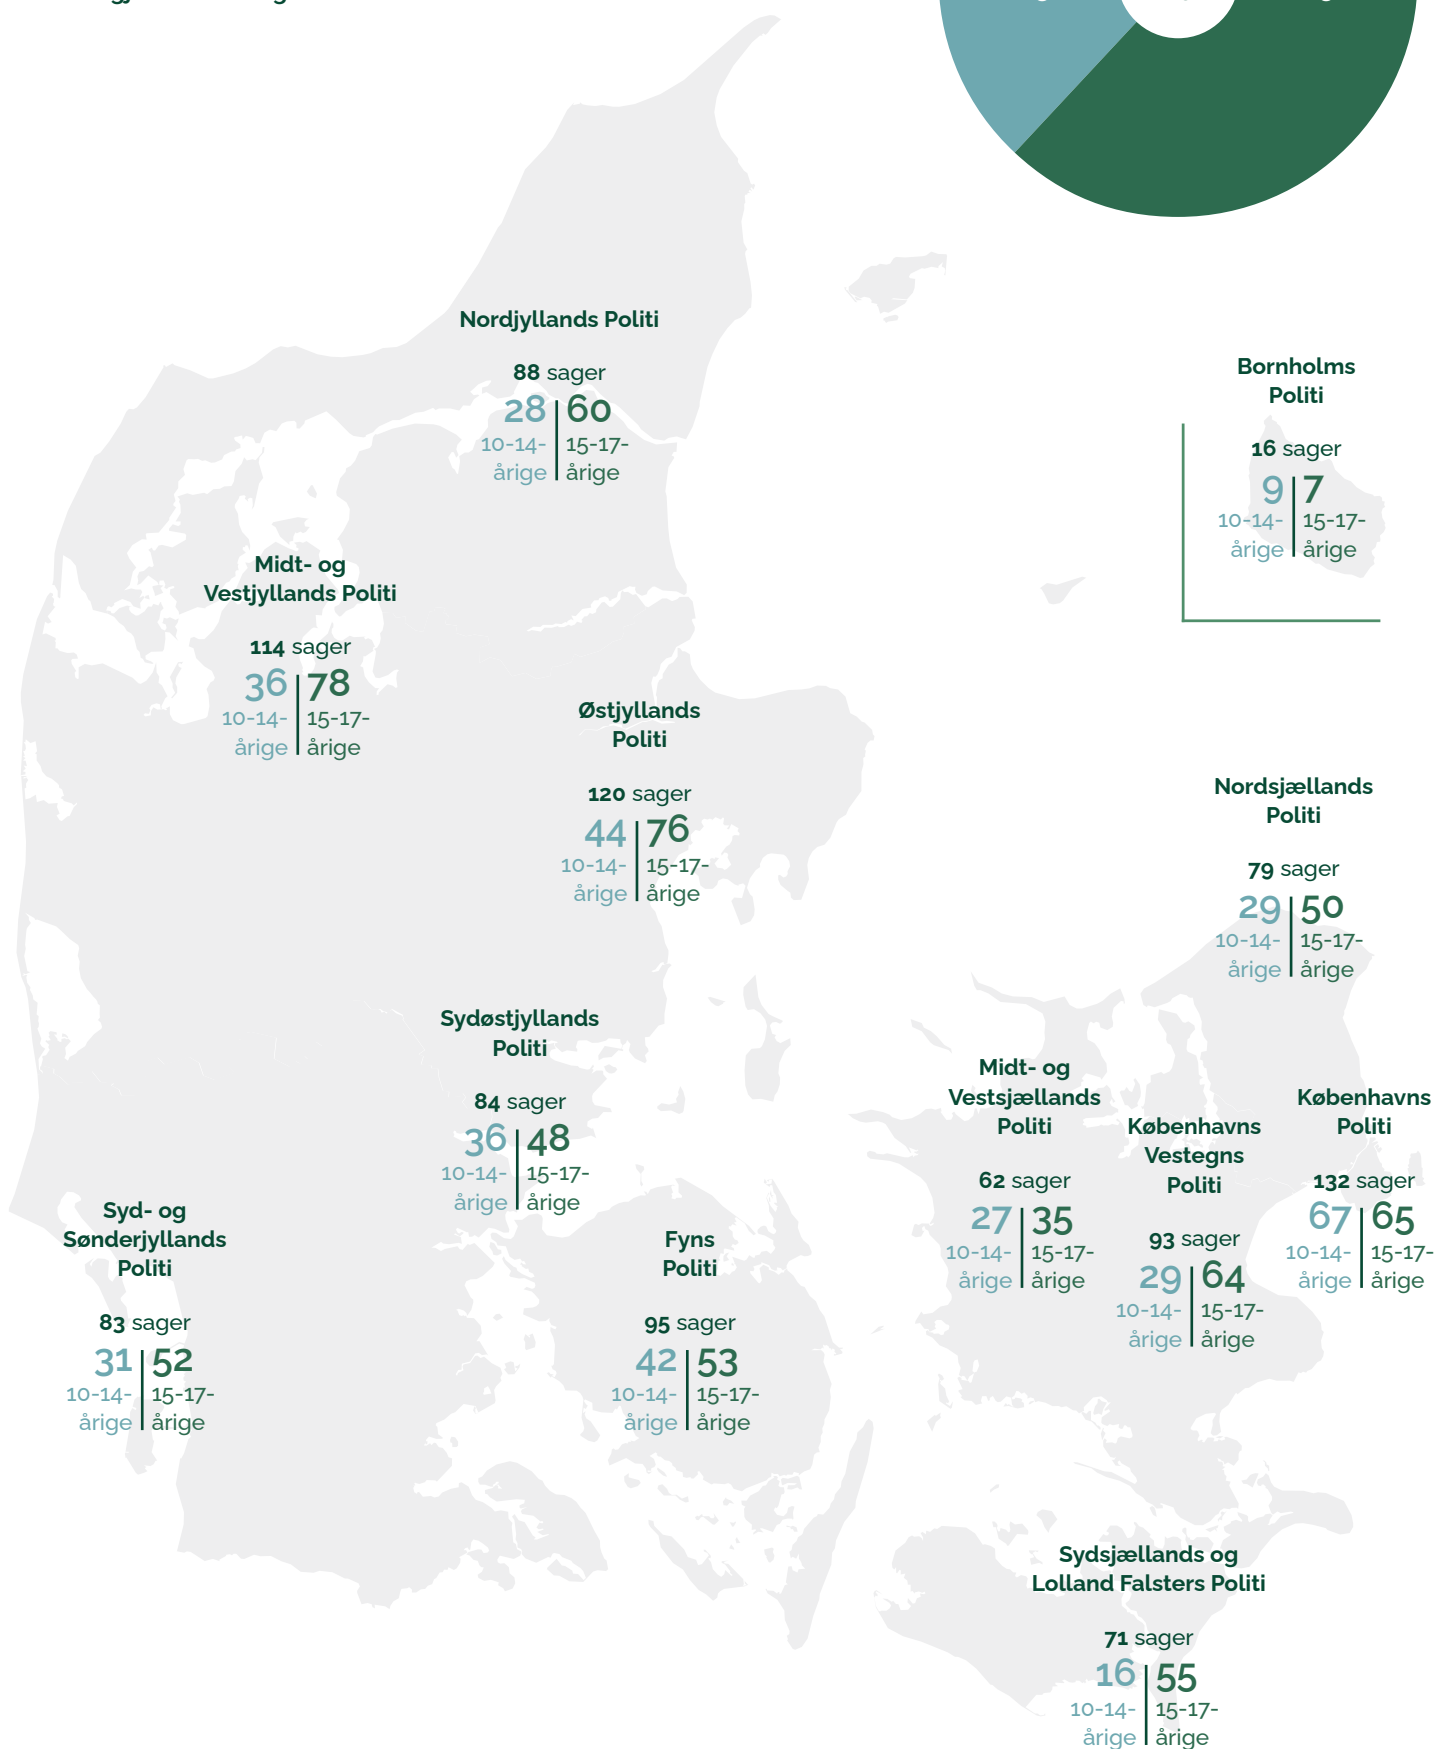 Nordjyllands Politi
88 sager
28 60
10-14- 15-17-
årige årige
Bornholms
Politi
16 sager
9 7
10-14- 15-17-
årige årige
Midt- og
Vestjyllands Politi
114 sager
36 78
10-14- 15-17-
årige årige
Østjyllands
Politi
120 sager
44 76
10-14- 15-17-
årige årige
Nordsjællands
Politi
79 sager
29 50
10-14- 15-17-
årige årige
Sydøstjyllands
Politi
84 sager
36 48
10-14- 15-17-
årige årige
Midt- og
Vestsjællands
Politi
62 sager
27 35
10-14- 15-17-
årige årige
Københavns
Vestegns
Politi
93 sager
29 64
10-14- 15-17-
årige årige
Københavns
Politi
132 sager
67 65
10-14- 15-17-
årige årige
Syd- og
Sønderjyllands
Politi
83 sager
31 52
10-14- 15-17-
årige årige
Fyns
Politi
95 sager
42 53
10-14- 15-17-
årige årige
Sydsjællands og
Lolland Falsters Politi
71 sager
16 55
10-14- 15-17-
årige årige